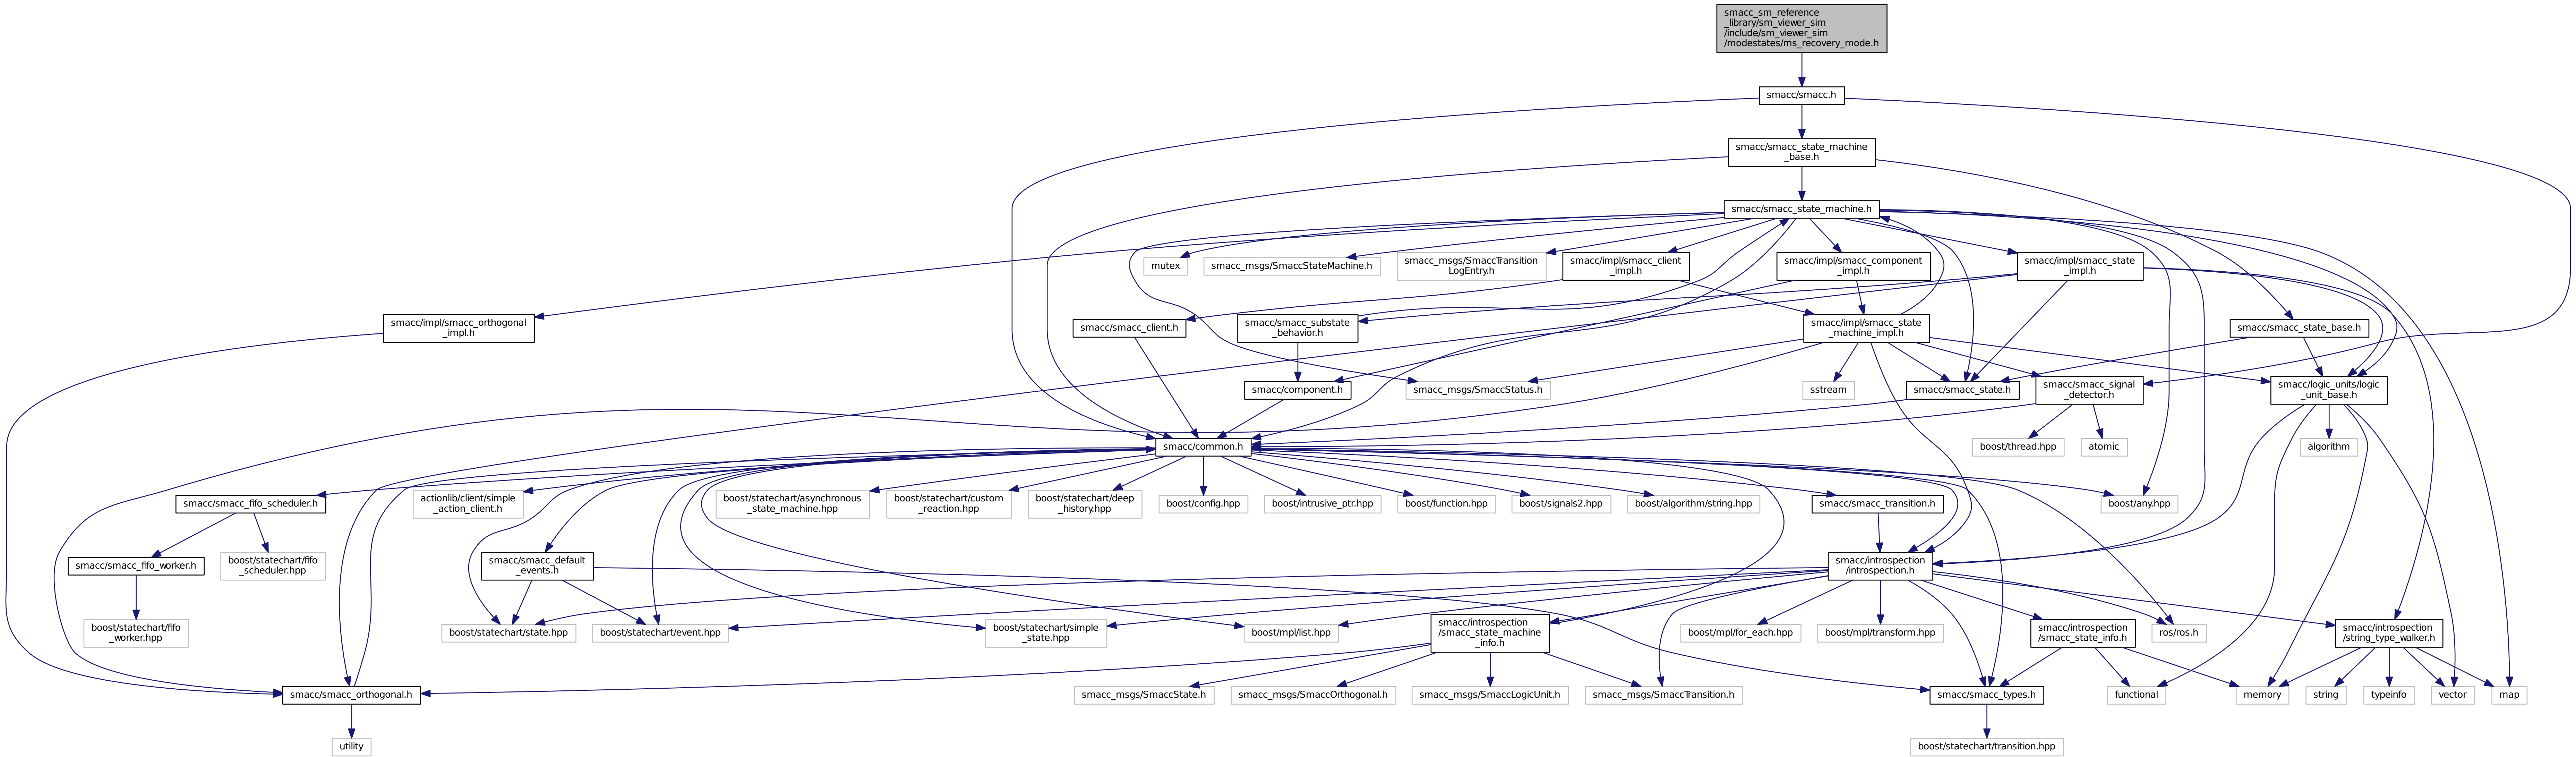 smacc_sm_reference
_library/sm_viewer_sim
/include/sm_viewer_sim
/modestates/ms_recovery_mode.h
smacc/smacc.h
smacc/smacc_state_machine
_base.h
smacc/smacc_state_machine.h
mutex
smacc_msgs/SmaccStateMachine.h
smacc_msgs/SmaccTransition
LogEntry.h
smacc/impl/smacc_client
_impl.h
smacc/impl/smacc_component
_impl.h
smacc/impl/smacc_state
_impl.h
smacc/impl/smacc_orthogonal
_impl.h
smacc/smacc_client.h
smacc/smacc_substate
_behavior.h
smacc/impl/smacc_state
_machine_impl.h
smacc/smacc_state_base.h
smacc/component.h
smacc_msgs/SmaccStatus.h
sstream
smacc/smacc_state.h
smacc/smacc_signal
_detector.h
smacc/logic_units/logic
_unit_base.h
smacc/common.h
boost/thread.hpp
atomic
algorithm
smacc/smacc_fifo_scheduler.h
actionlib/client/simple
_action_client.h
boost/statechart/asynchronous
_state_machine.hpp
boost/statechart/custom
_reaction.hpp
boost/statechart/deep
_history.hpp
boost/config.hpp
boost/intrusive_ptr.hpp
boost/function.hpp
boost/signals2.hpp
boost/algorithm/string.hpp
smacc/smacc_transition.h
boost/any.hpp
smacc/smacc_fifo_worker.h
boost/statechart/fifo
_scheduler.hpp
smacc/smacc_default
_events.h
smacc/introspection
/introspection.h
boost/statechart/fifo
_worker.hpp
boost/statechart/state.hpp
boost/statechart/event.hpp
boost/statechart/simple
_state.hpp
boost/mpl/list.hpp
smacc/introspection
/smacc_state_machine
_info.h
boost/mpl/for_each.hpp
boost/mpl/transform.hpp
smacc/introspection
/smacc_state_info.h
ros/ros.h
smacc/introspection
/string_type_walker.h
smacc/smacc_orthogonal.h
smacc_msgs/SmaccState.h
smacc_msgs/SmaccOrthogonal.h
smacc_msgs/SmaccLogicUnit.h
smacc_msgs/SmaccTransition.h
smacc/smacc_types.h
functional
memory
string
typeinfo
vector
map
utility
boost/statechart/transition.hpp